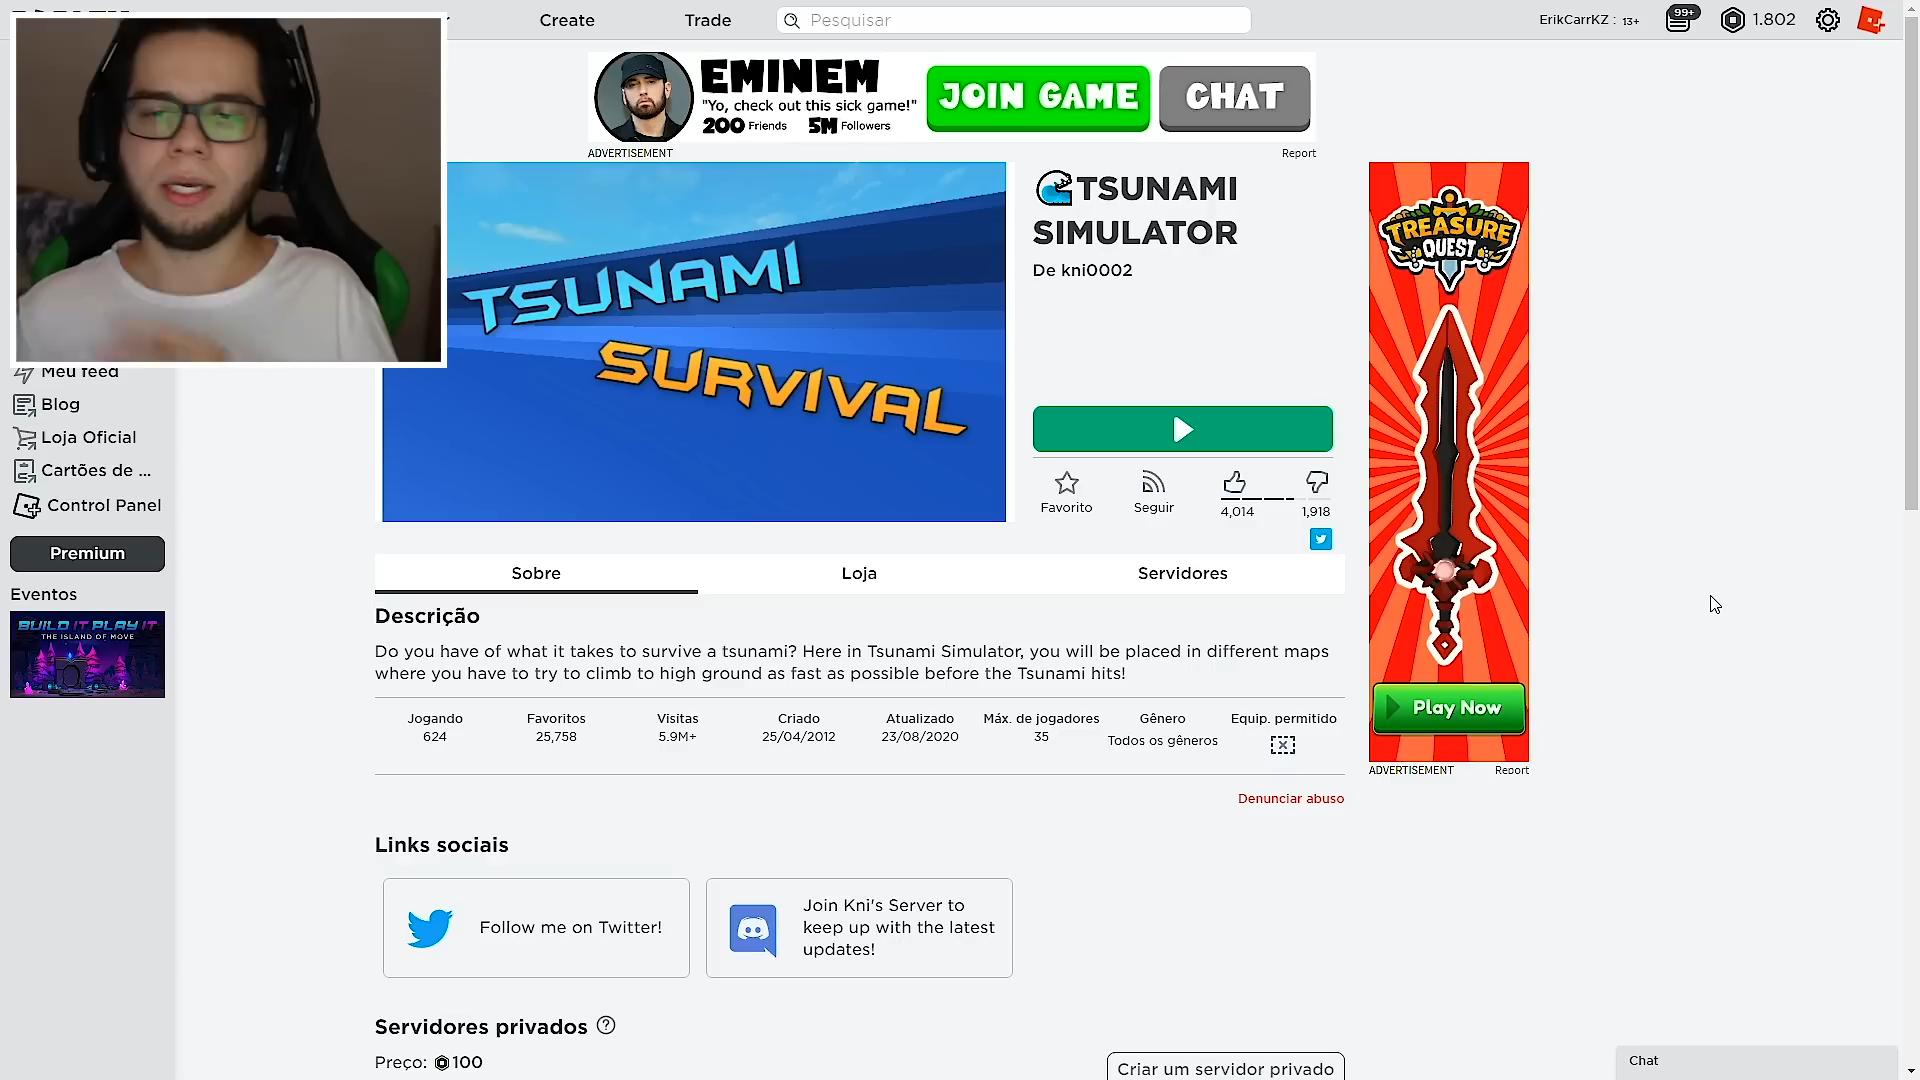 Create
Trade
Pesquisar
ErikCarrKZ : 13+
99+
1.802
EMINEM
"Yo, check out this sick game!"
200 Friends 5M Followers
JOIN GAME
CHAT
ADVERTISEMENT
Report
TSUNAMI
SURVIVAL
TSUNAMI
SIMULATOR
De kni0002
Favorito
Seguir
4,014
1,918
TREASURE
QUEST
Play Now
ADVERTISEMENT
Report
Meu feed
Blog
Loja Oficial
Cartões de ...
Control Panel
Premium
Eventos
BUILD IT PLAY IT
THE ISLAND OF MOVE
Sobre
Loja
Servidores
Descrição
Do you have of what it takes to survive a tsunami? Here in Tsunami Simulator, you will be placed in different maps
where you have to try to climb to high ground as fast as possible before the Tsunami hits!
Jogando Favoritos Visitas Criado Atualizado Máx. de jogadores Gênero Equip. permitido
624 25,758 5.9M+ 25/04/2012 23/08/2020 35 Todos os gêneros
Denunciar abuso
Links sociais
Follow me on Twitter!
Join Kni's Server to
keep up with the latest
updates!
Servidores privados
Preço: 100
Criar um servidor privado
Chat